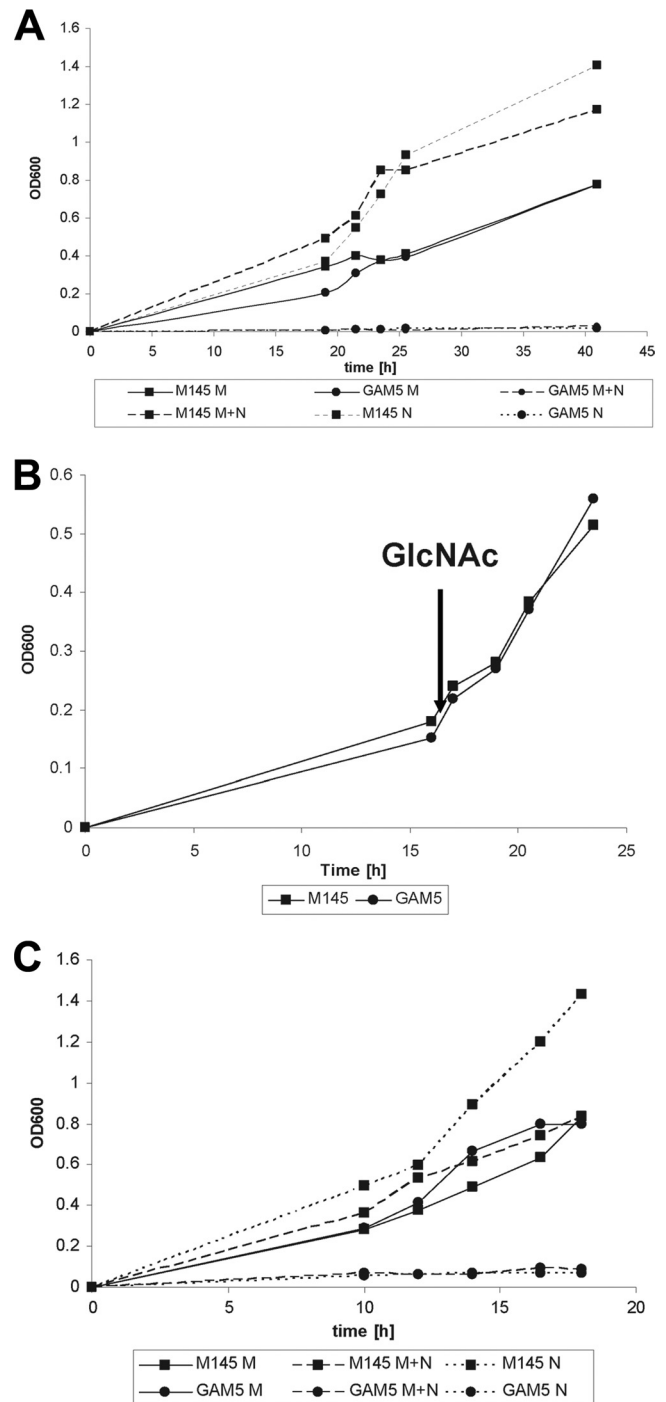 A
1.6
1.4
1.2
1
0.8
0.6
0.4
0.2
0
OD600
0 5 10 15 20 25 30 35 40 45
time [h]
M145 M GAM5 M GAM5 M+N
M145 M+N M145 N GAM5 N
B
0.6
0.5
0.4
0.3
0.2
0.1
0
OD600
GlcNAc
0 5 10 15 20 25
Time [h]
M145 GAM5
C
1.6
1.4
1.2
1
0.8
0.6
0.4
0.2
0
OD600
0 5 10 15 20
time [h]
M145 M M145 M+N M145 N
GAM5 M GAM5 M+N GAM5 N